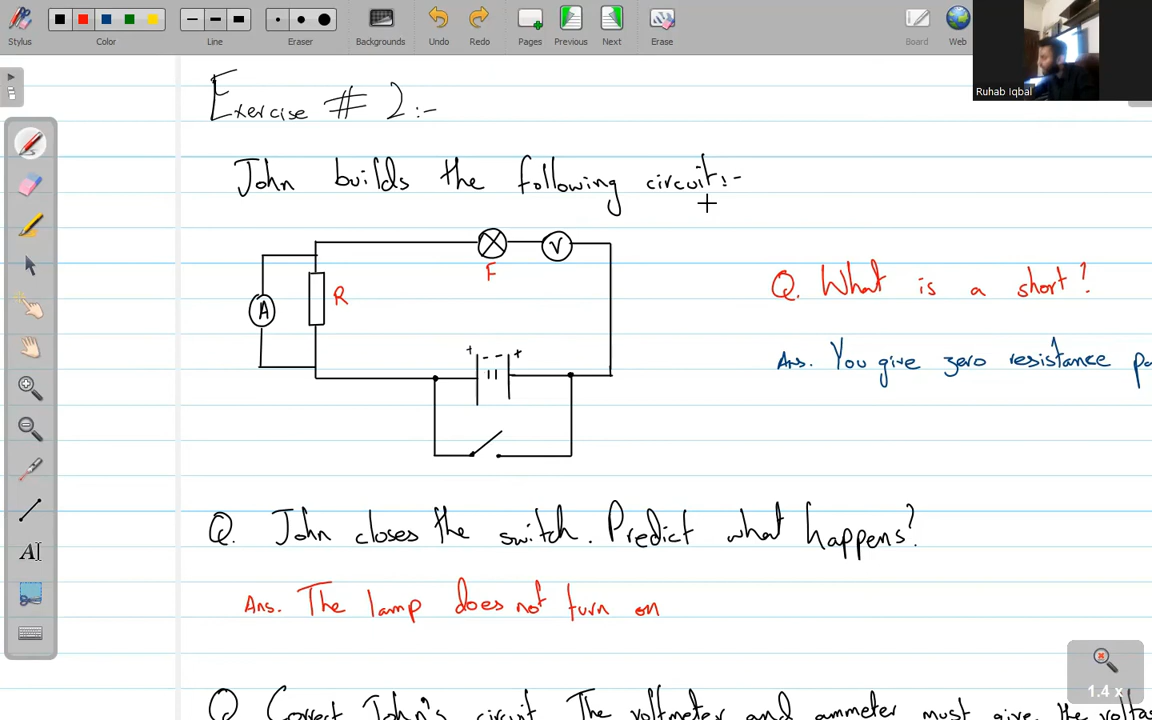 Stylus
Color
Line
Eraser
Backgrounds
Undo
Redo
Pages
Previous
Next
Erase
Board
Web
Ruhab Iqbal
Exercise # 2:-
John builds the following circuit:-
F
V
A
R
+ +
Q. What is a short?
Ans. You give zero resistance
Q. John closes the switch. Predict what happens?
Ans. The lamp does not turn on
Q Correct John's circuit. The voltmeter and ammeter must give the
A
1.4 x